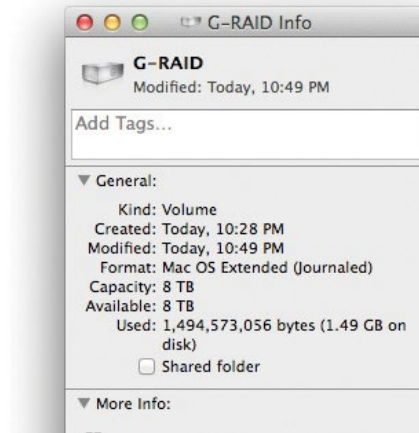 G-RAID Info
G-RAID
Modified: Today, 10:49 PM
Add Tags...
General:
Kind: Volume
Created: Today, 10:28 PM
Modified: Today, 10:49 PM
Format: Mac OS Extended (Journaled)
Capacity: 8 TB
Available: 8 TB
Used: 1,494,573,056 bytes (1.49 GB on
disk)
Shared folder
More Info: